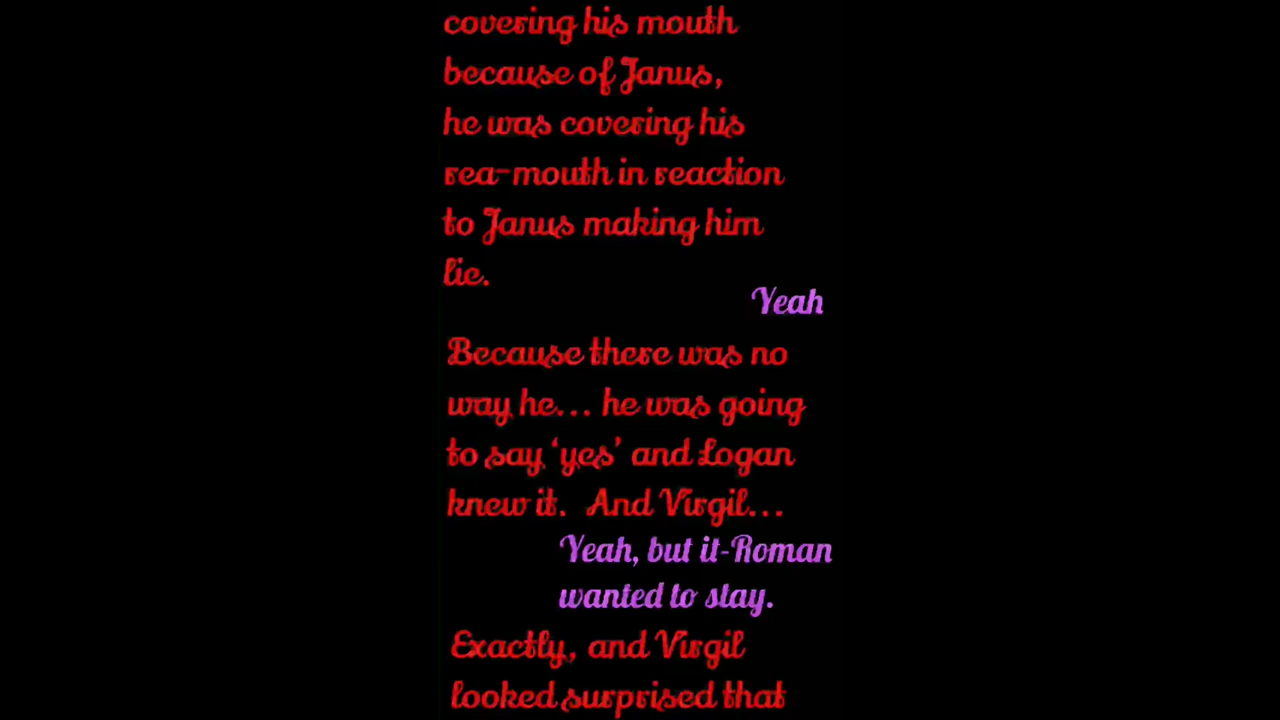 covering his mouth
because of Janus,
he was covering his
rea-mouth in reaction
to Janus making him
lie.
Yeah
Because there was no
way he... he was going
to say ‘yes’ and Logan
knew it. And Virgil...
Yeah, but it-Roman
wanted to stay.
Exactly, and Virgil
looked surprised that